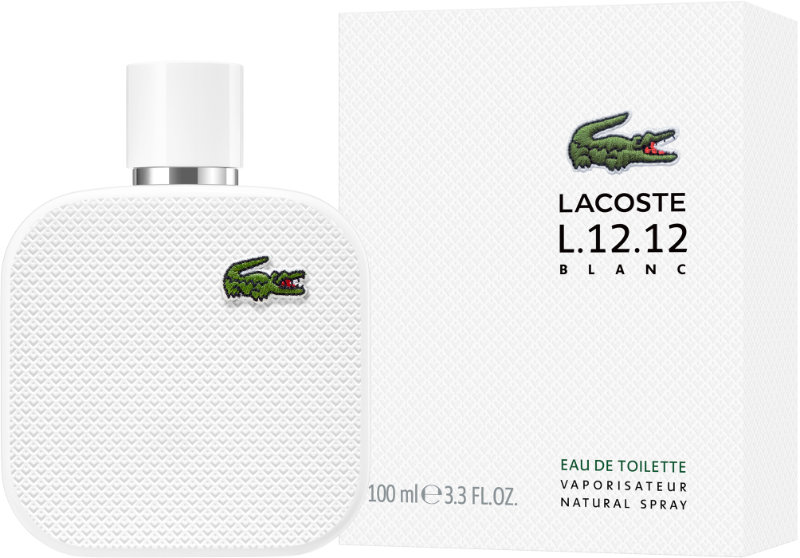 LACOSTE
L.12.12
BLANC
EAU DE TOILETTE
VAPORISATEUR
NATURAL SPRAY
100 ml ℮ 3.3 FL.OZ.